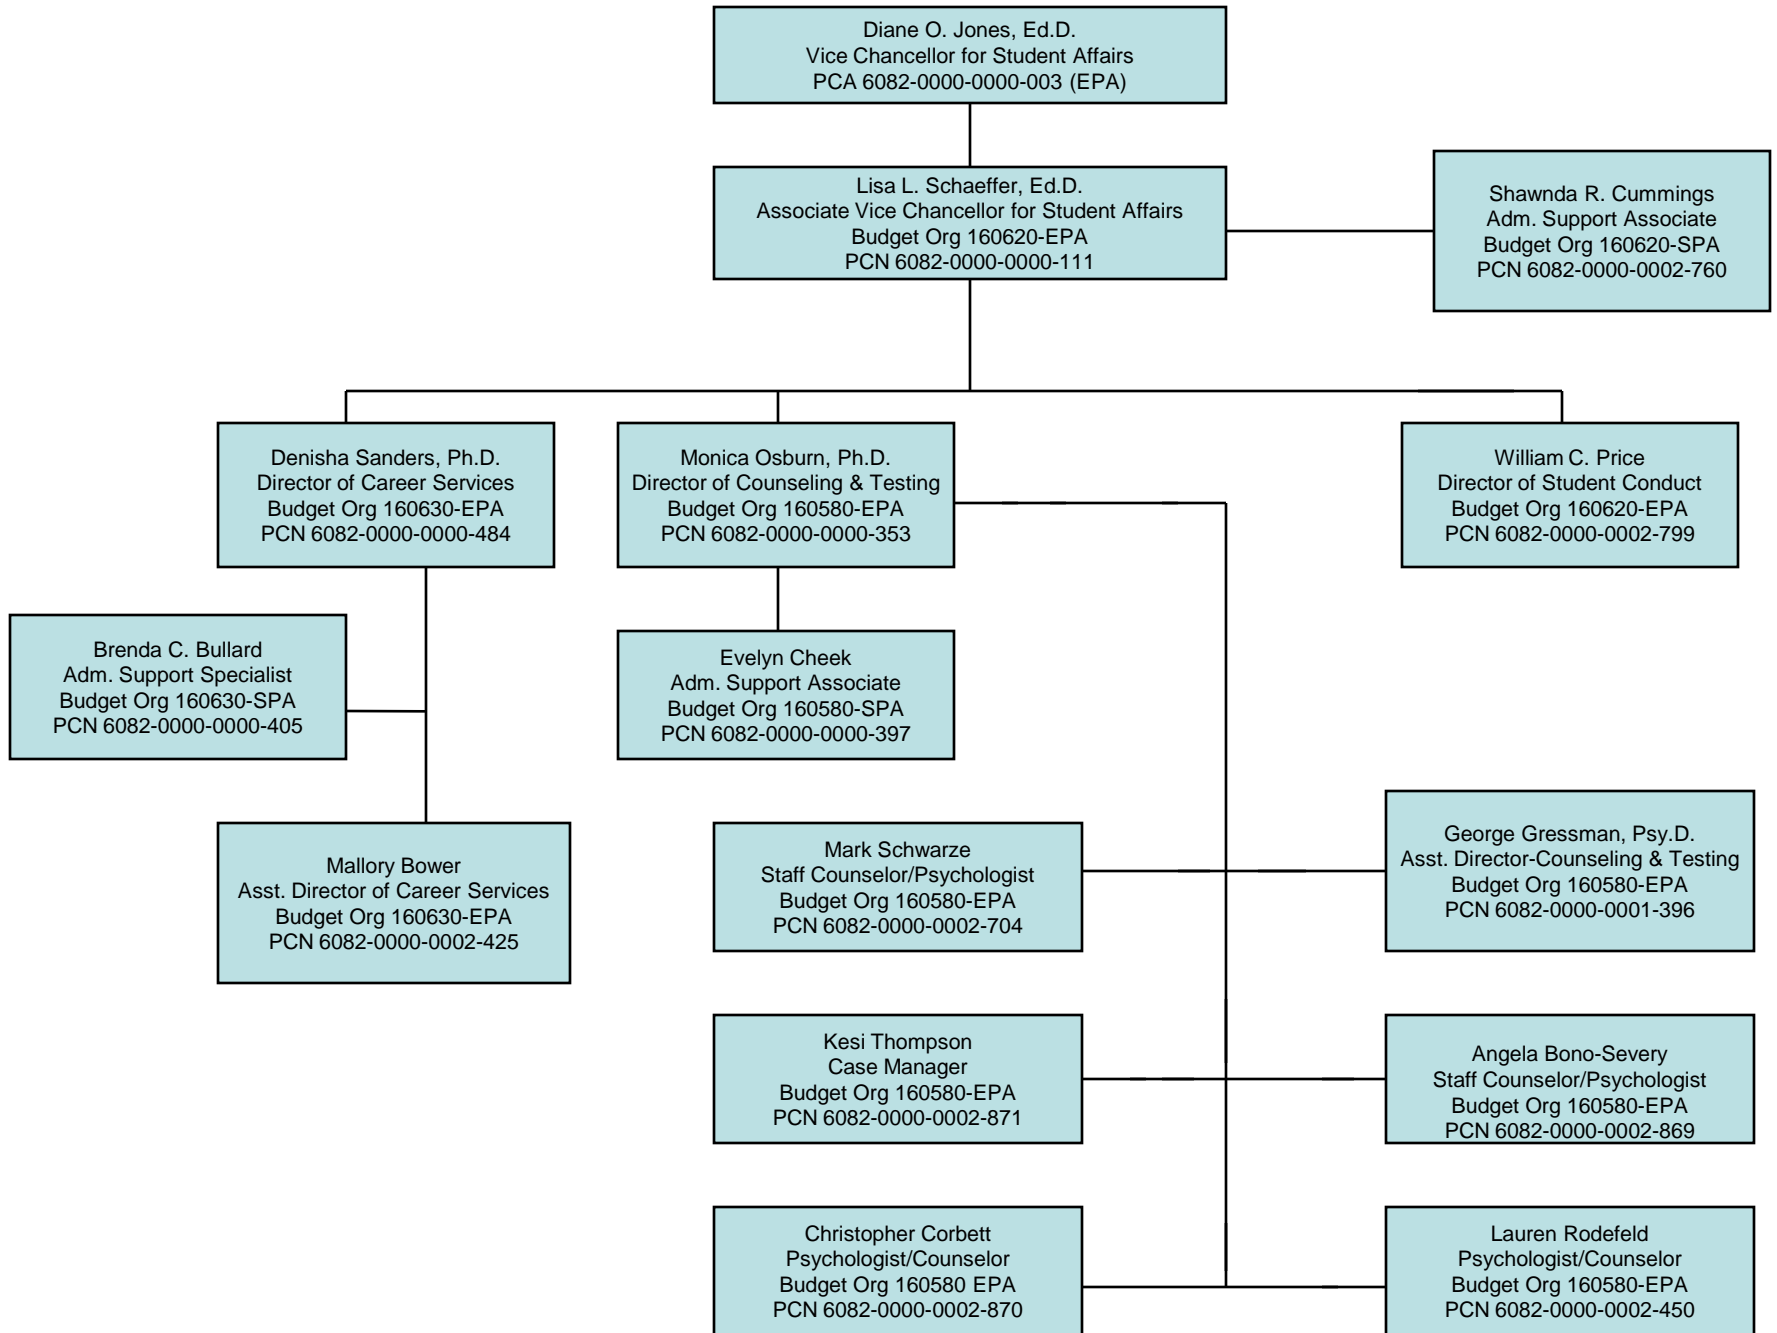 Diane O. Jones, Ed.D.
Vice Chancellor for Student Affairs
PCA 6082-0000-0000-003 (EPA)
Lisa L. Schaeffer, Ed.D.
Associate Vice Chancellor for Student Affairs
Budget Org 160620-EPA
PCN 6082-0000-0000-111
Shawnda R. Cummings
Adm. Support Associate
Budget Org 160620-SPA
PCN 6082-0000-0002-760
Denisha Sanders, Ph.D.
Director of Career Services
Budget Org 160630-EPA
PCN 6082-0000-0000-484
Monica Osburn, Ph.D.
Director of Counseling & Testing
Budget Org 160580-EPA
PCN 6082-0000-0000-353
William C. Price
Director of Student Conduct
Budget Org 160620-EPA
PCN 6082-0000-0002-799
Brenda C. Bullard
Adm. Support Specialist
Budget Org 160630-SPA
PCN 6082-0000-0000-405
Evelyn Cheek
Adm. Support Associate
Budget Org 160580-SPA
PCN 6082-0000-0000-397
Mallory Bower
Asst. Director of Career Services
Budget Org 160630-EPA
PCN 6082-0000-0002-425
Mark Schwarze
Staff Counselor/Psychologist
Budget Org 160580-EPA
PCN 6082-0000-0002-704
George Gressman, Psy.D.
Asst. Director-Counseling & Testing
Budget Org 160580-EPA
PCN 6082-0000-0001-396
Kesi Thompson
Case Manager
Budget Org 160580-EPA
PCN 6082-0000-0002-871
Angela Bono-Severy
Staff Counselor/Psychologist
Budget Org 160580-EPA
PCN 6082-0000-0002-869
Christopher Corbett
Psychologist/Counselor
Budget Org 160580 EPA
PCN 6082-0000-0002-870
Lauren Rodefeld
Psychologist/Counselor
Budget Org 160580-EPA
PCN 6082-0000-0002-450